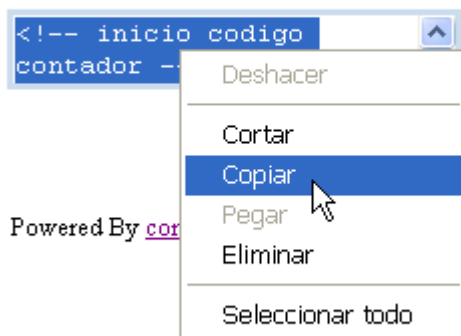 <!-- inicio codigo
contador -
Deshacer
Cortar
Copiar
Pegar
Eliminar
Seleccionar todo
Powered By